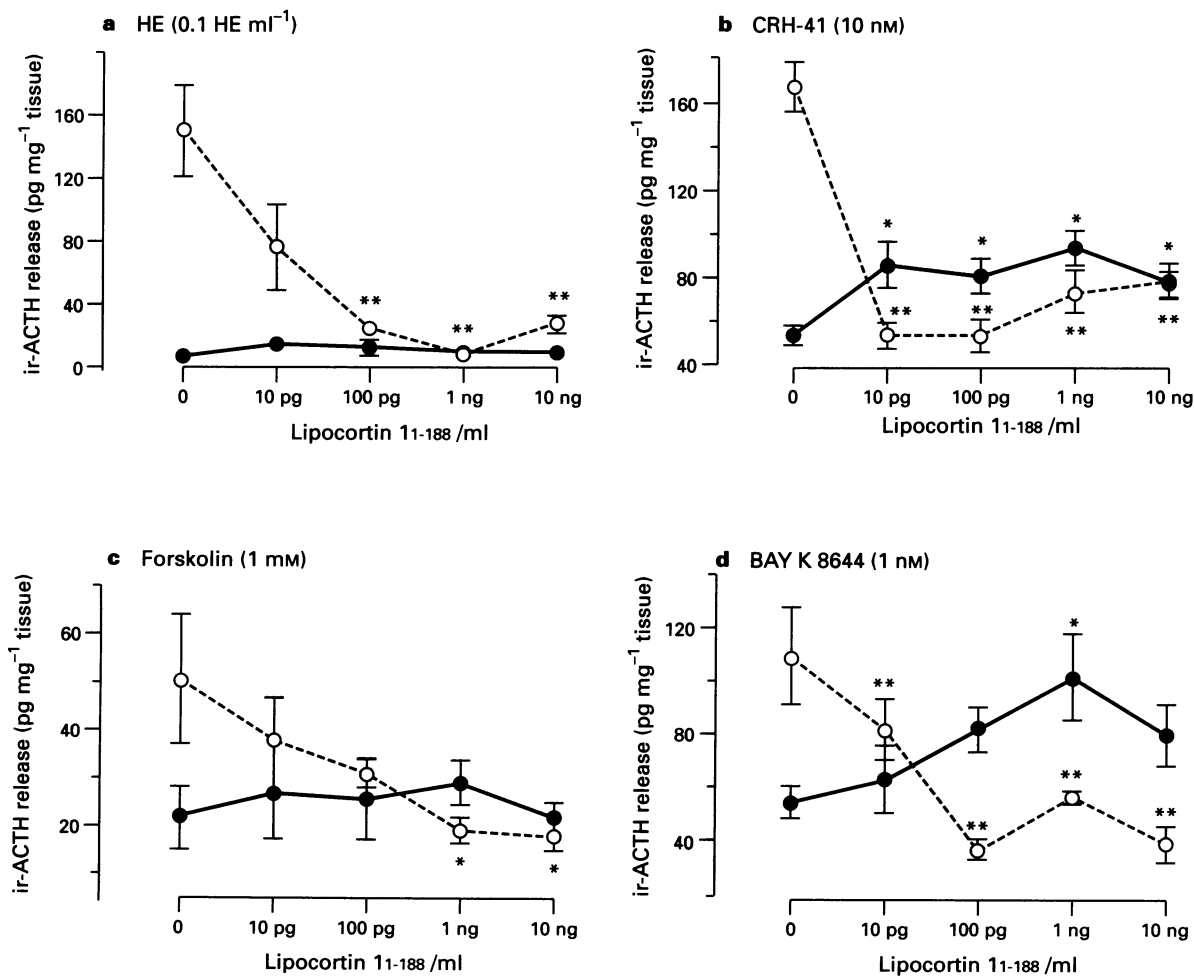 a HE (0.1 HE ml⁻¹)
ir-ACTH release (pg mg⁻¹ tissue)
160
120
80
40
0
** ** **
0 10 pg 100 pg 1 ng 10 ng
Lipocortin 1₁₋₁₈₈ /ml
b CRH-41 (10 nM)
ir-ACTH release (pg mg⁻¹ tissue)
160
120
80
40
* * * *
** ** ** **
0 10 pg 100 pg 1 ng 10 ng
Lipocortin 1₁₋₁₈₈ /ml
c Forskolin (1 mM)
ir-ACTH release (pg mg⁻¹ tissue)
60
40
20
* *
0 10 pg 100 pg 1 ng 10 ng
Lipocortin 1₁₋₁₈₈ /ml
d BAY K 8644 (1 nM)
ir-ACTH release (pg mg⁻¹ tissue)
120
80
40
*
** ** ** **
0 10 pg 100 pg 1 ng 10 ng
Lipocortin 1₁₋₁₈₈ /ml